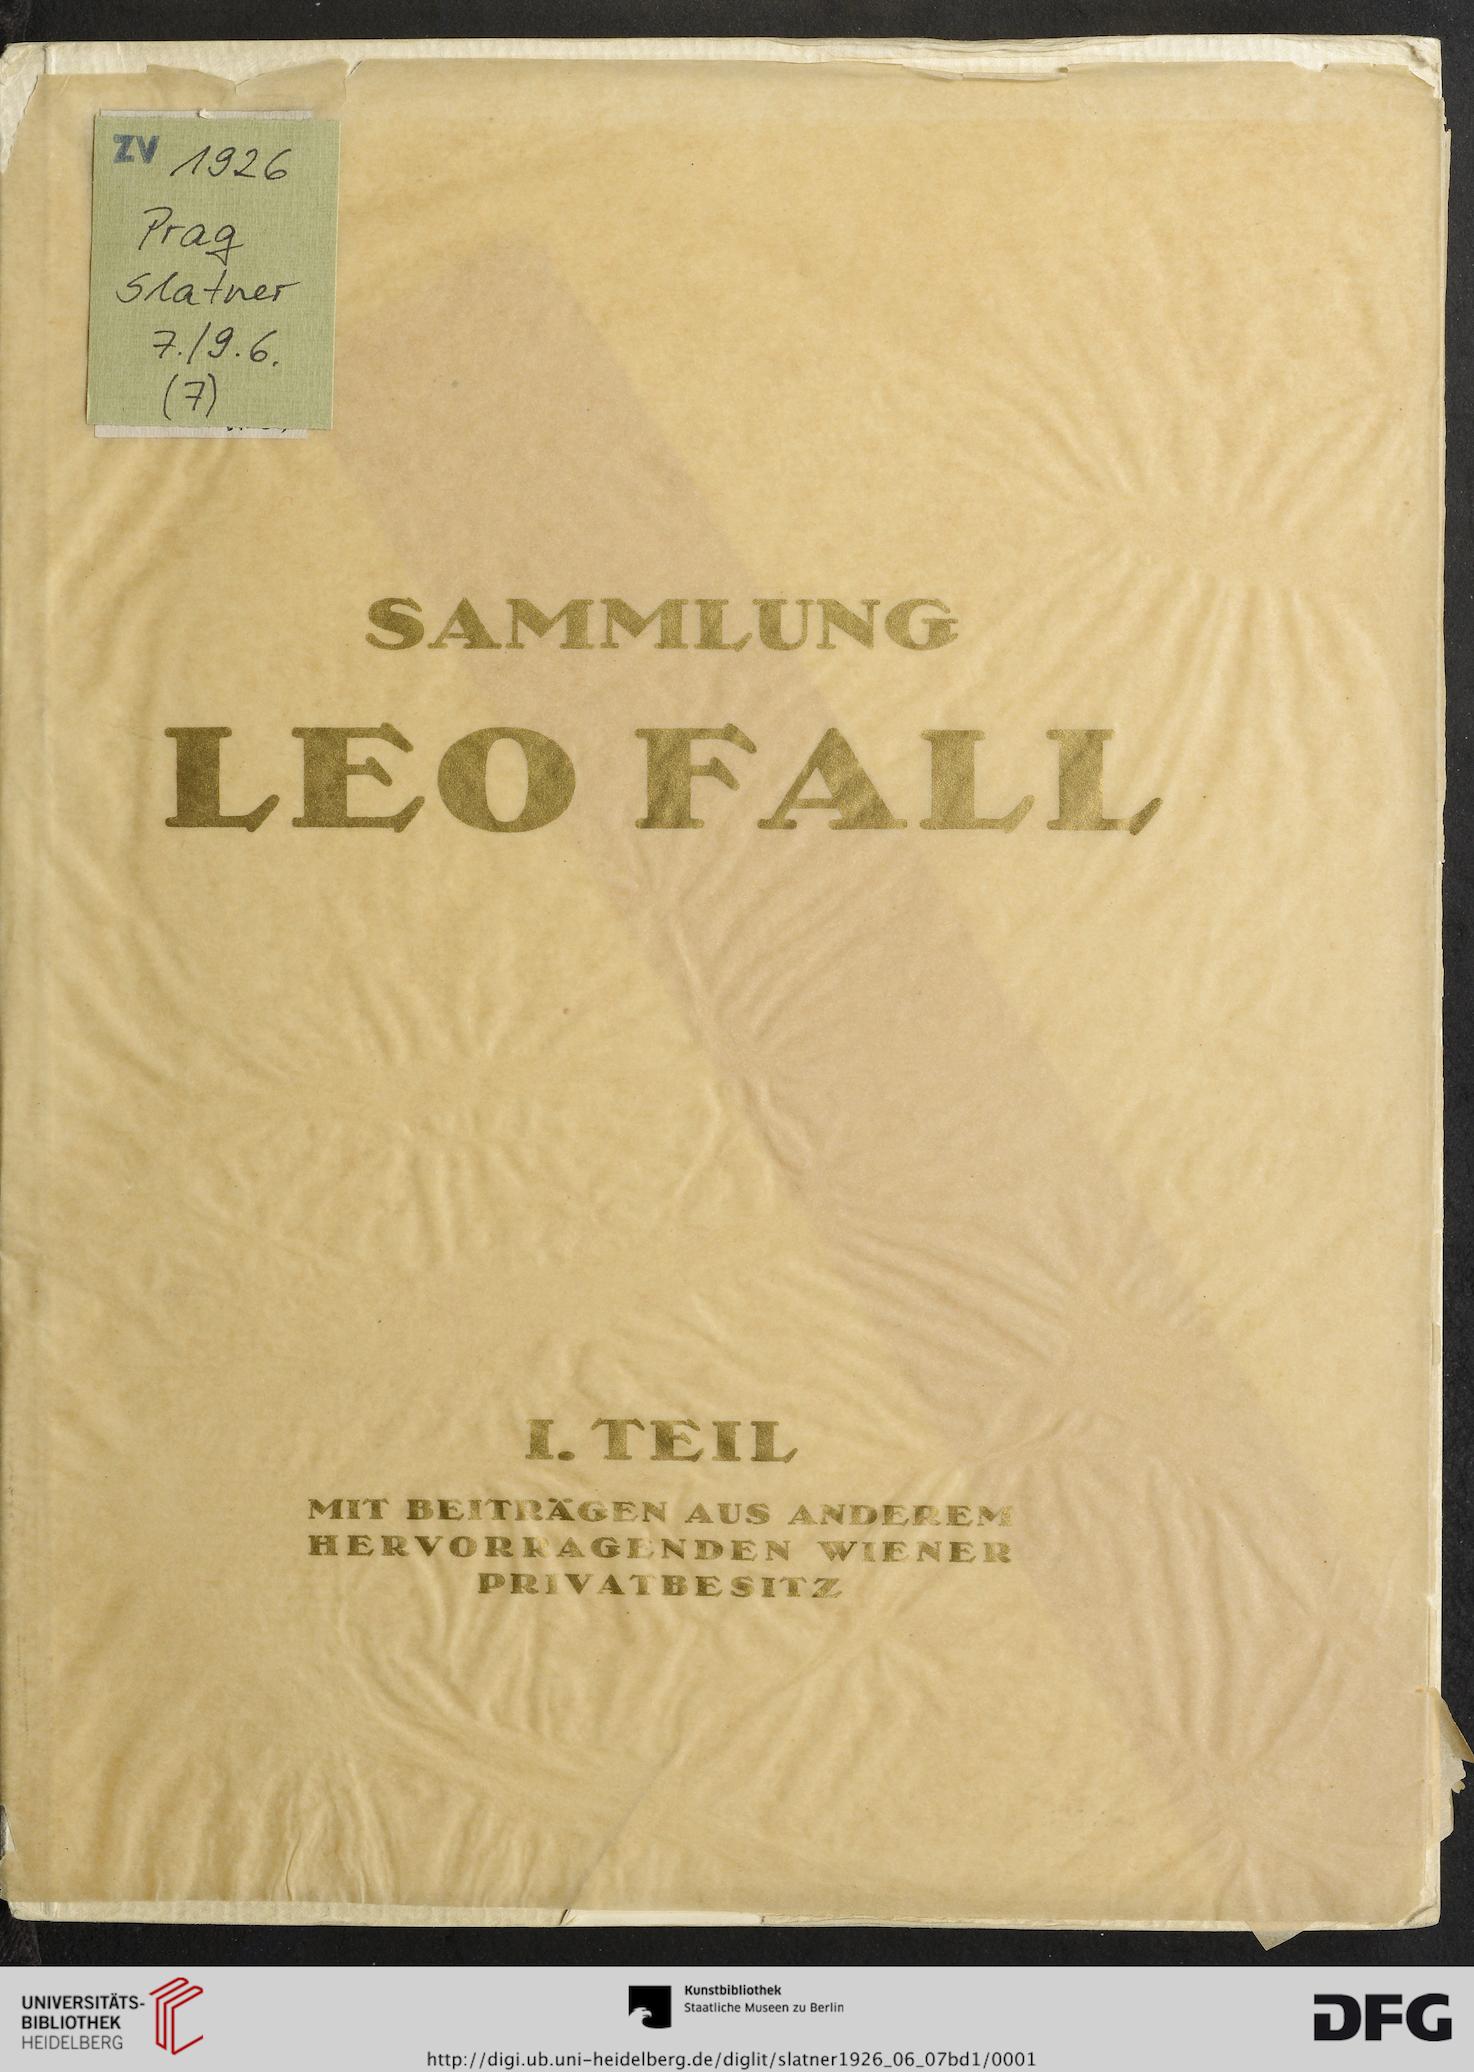 ZV 1926
Prag
Slatner
7./9.6.
(7)
SAMMLUNG
LEO FALL
I. TEIL
MIT BEITRÄGEN AUS ANDEREM
HERVORRAGENDEN WIENER
PRIVATBESITZ
UNIVERSITÄTS-
BIBLIOTHEK
HEIDELBERG
Kunstbibliothek
Staatliche Museen zu Berlin
DFG
http://digi.ub.uni-heidelberg.de/diglit/slatner1926_06_07bd1/0001